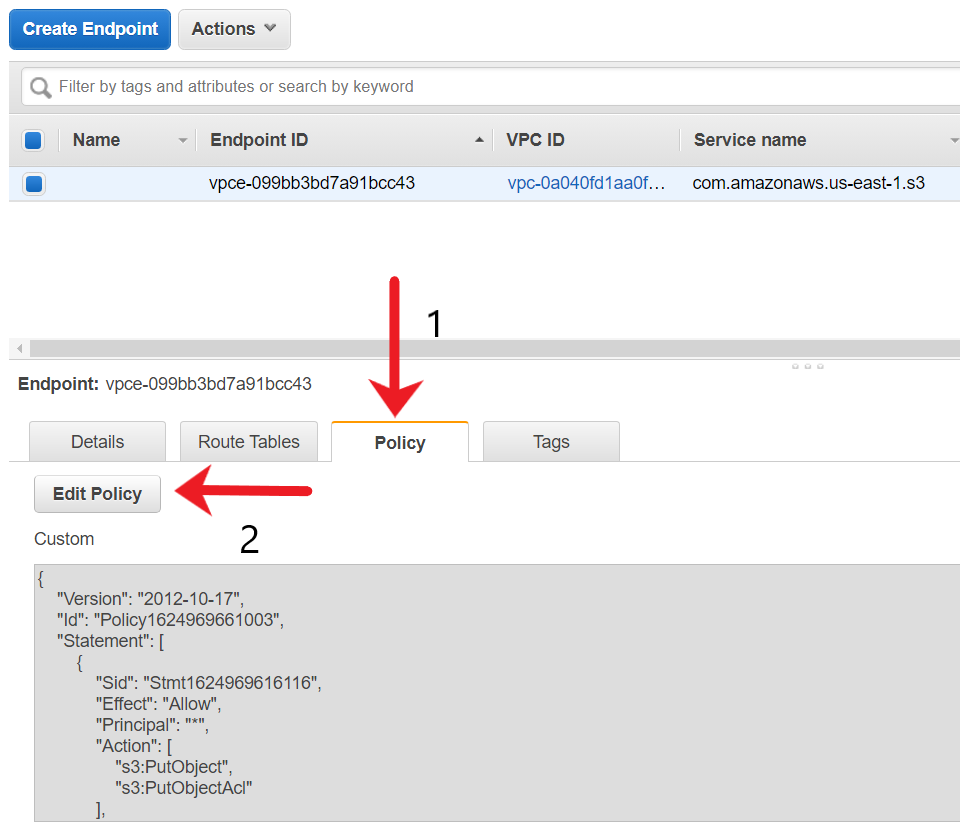 Create Endpoint Actions
Filter by tags and attributes or search by keyword
Name Endpoint ID VPC ID Service name
vpce-099bb3bd7a91bcc43 vpc-0a040fd1aa0f… com.amazonaws.us-east-1.s3
1
Endpoint: vpce-099bb3bd7a91bcc43
Details Route Tables Policy Tags
Edit Policy
2
Custom
{
"Version": "2012-10-17",
"Id": "Policy1624969661003",
"Statement": [
{
"Sid": "Stmt1624969616116",
"Effect": "Allow",
"Principal": "*",
"Action": [
"s3:PutObject",
"s3:PutObjectAcl"
],